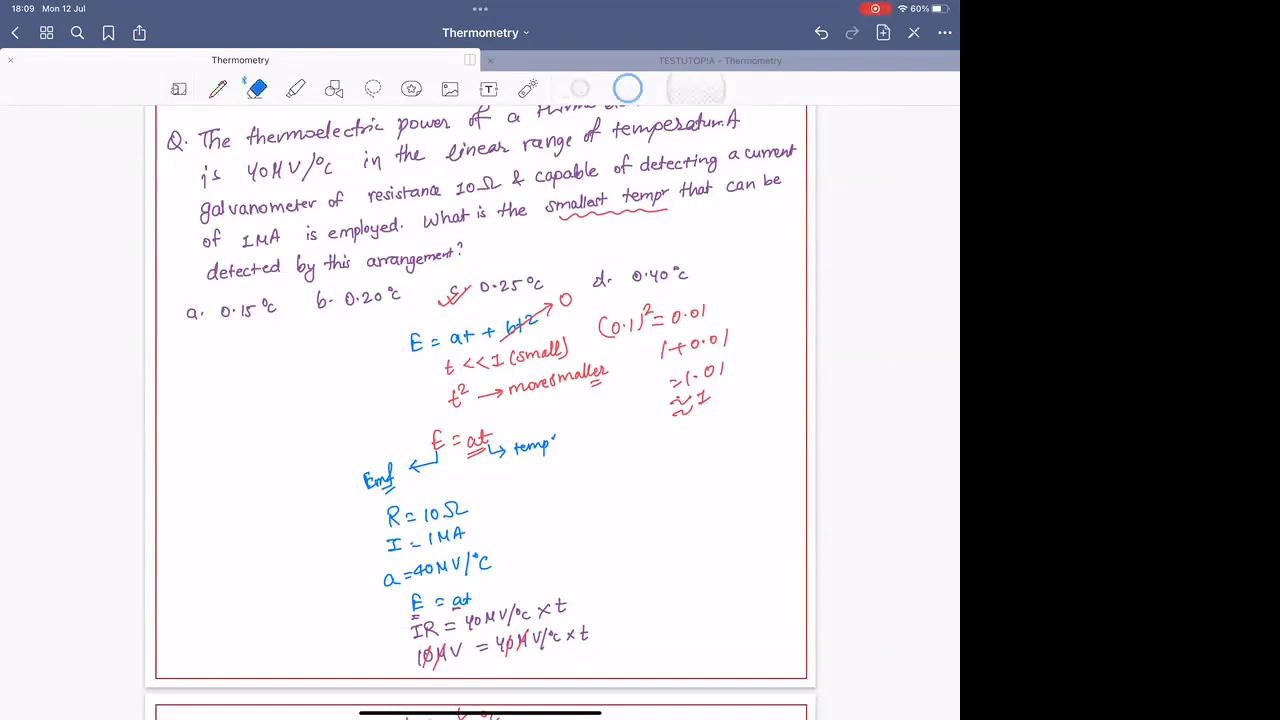 18:09 Mon 12 Jul
60%
Thermometry
Thermometry
TESTUTOPIA - Thermometry
Q. The thermoelectric power of a
is 40MV/°C in the linear range of temperature. A
galvanometer of resistance 10Ω & capable of detecting a current
of 1MA is employed. What is the smallest tempr that can be
detected by this arrangement?
a. 0.15°C b. 0.20°C c. 0.25°C d. 0.40°C
E = at + bt2 → 0
(0.1)² = 0.01
t << 1 (small)
1+0.01
t² → more smaller
≈1.01
≈ 1
E = at
→ temp
Emf
R = 10Ω
I = 1MA
a = 40MV/°C
E = at
IR = 40MV/°C × t
10MV = 40MV/°C × t